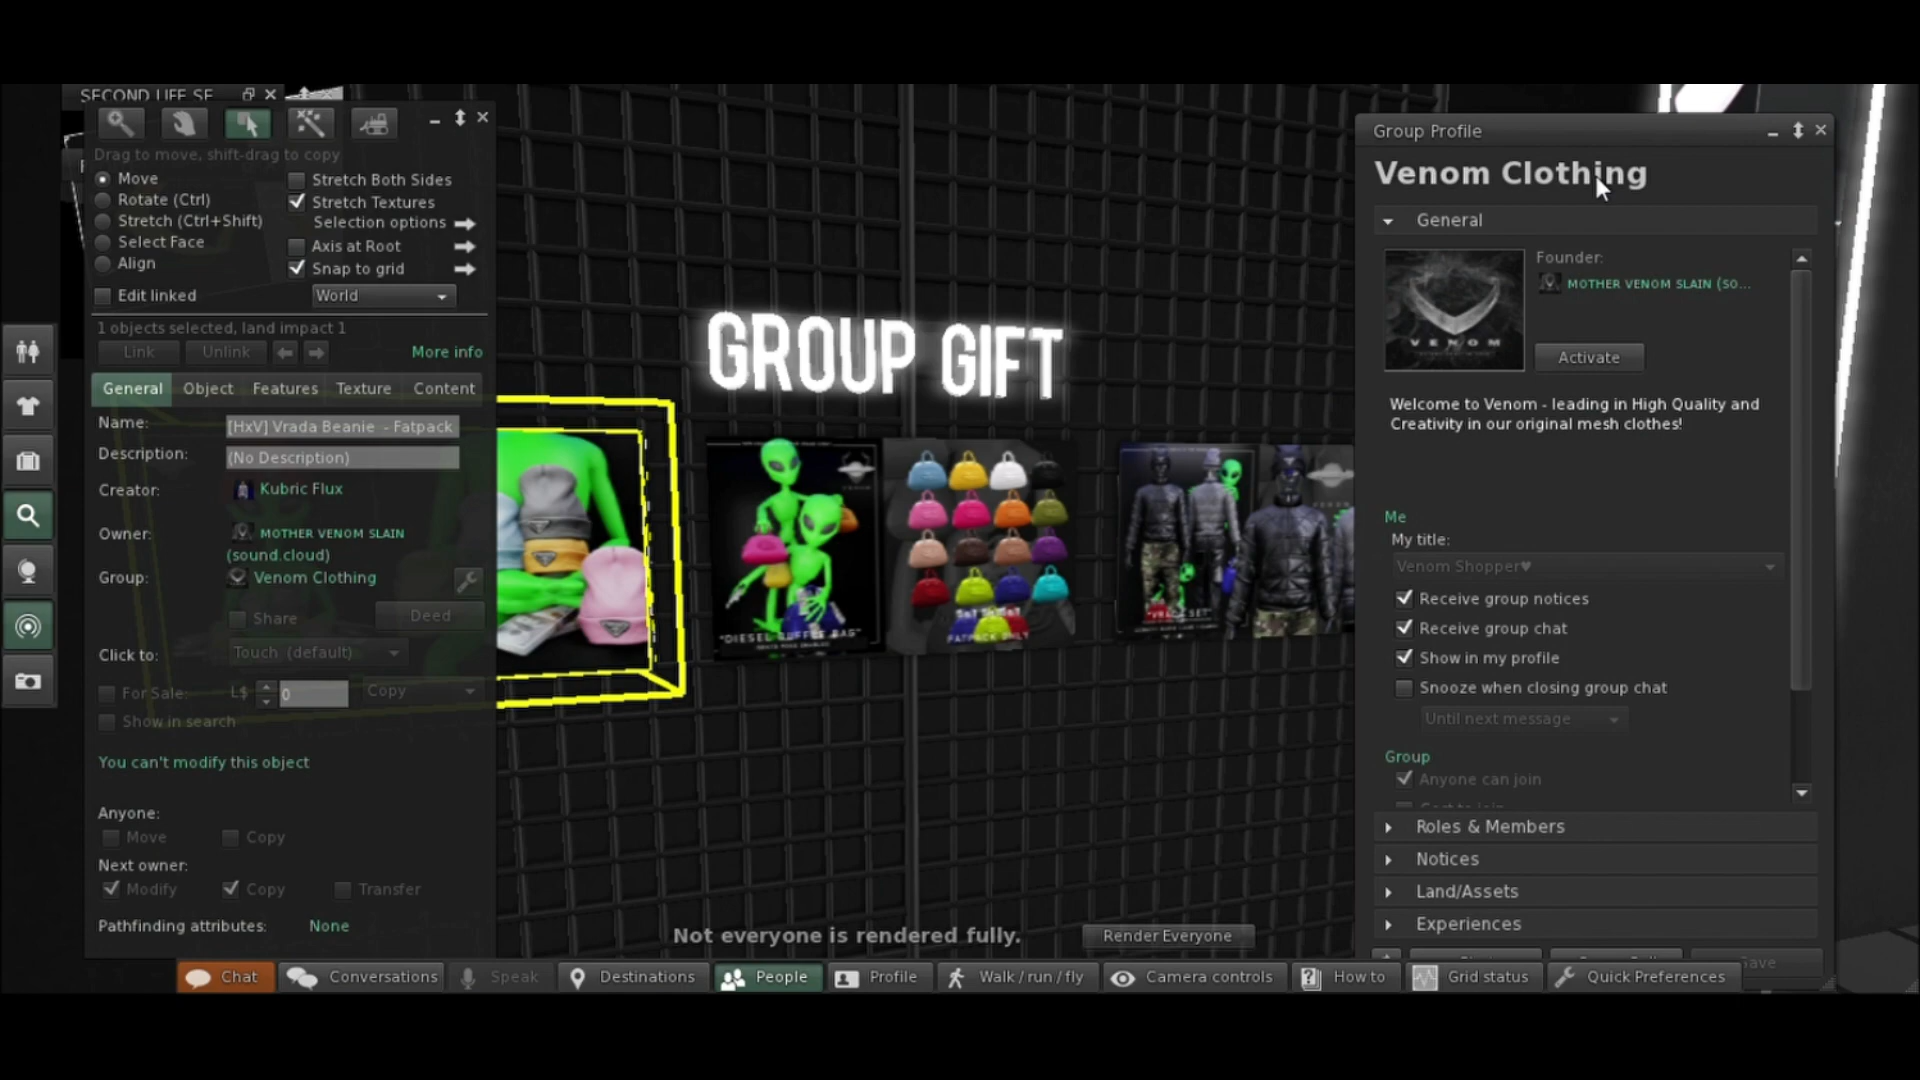 SECOND LIFE SE
Drag to move, shift-drag to copy
Move
Rotate (Ctrl)
Stretch (Ctrl+Shift)
Select Face
Align
Edit linked
Stretch Both Sides
Stretch Textures
Selection options
Axis at Root
Snap to grid
World
1 objects selected, land impact 1
Link
Unlink
More info
General
Object
Features
Texture
Content
Name:
[HxV] Vrada Beanie - Fatpack
Description:
(No Description)
Creator:
Kubric Flux
Owner:
MOTHER VENOM SLAIN
(sound.cloud)
Group:
Venom Clothing
Share
Deed
Click to:
Touch (default)
For Sale:
L$
0
Copy
Show in search
You can't modify this object
Anyone:
Move
Copy
Next owner:
Modify
Copy
Transfer
Pathfinding attributes:
None
GROUP GIFT
"DIESEL DUFFLE BAG"
FATPACK ONLY
Not everyone is rendered fully.
Render Everyone
Group Profile
Venom Clothing
General
VENOM
Founder:
MOTHER VENOM SLAIN (SO...
Activate
Welcome to Venom - leading in High Quality and
Creativity in our original mesh clothes!
Me
My title:
Venom Shopper♥
Receive group notices
Receive group chat
Show in my profile
Snooze when closing group chat
Until next message
Group
Anyone can join
Roles & Members
Notices
Land/Assets
Experiences
Chat
Conversations
Speak
Destinations
People
Profile
Walk / run / fly
Camera controls
How to
Grid status
Quick Preferences